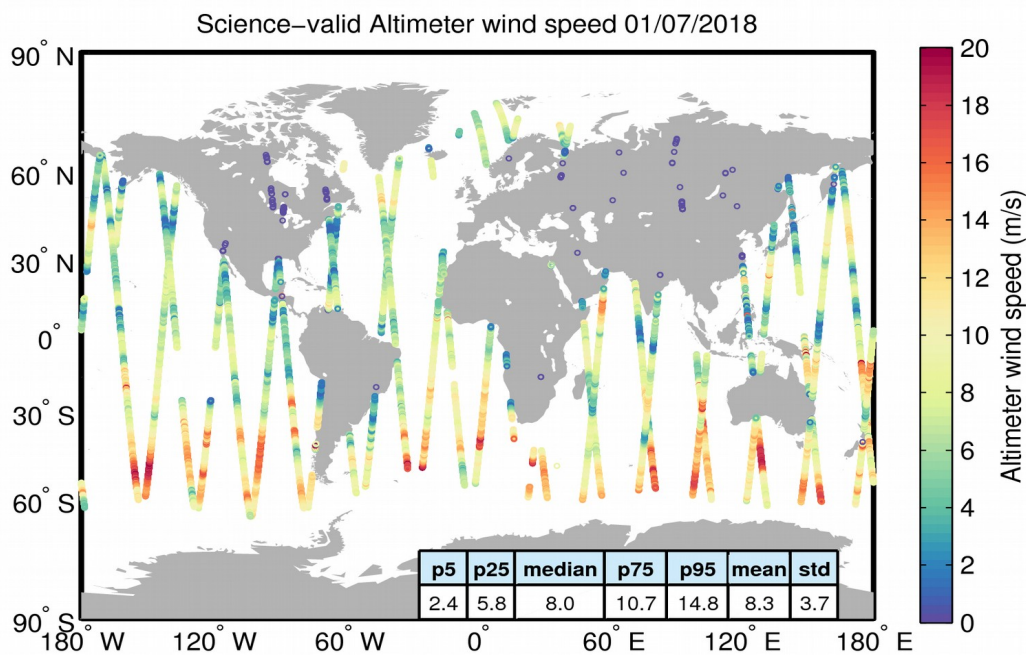 Science−valid Altimeter wind speed 01/07/2018
90° N
60° N
30° N
0°
30° S
60° S
90° S
180° W
120° W
60° W
0°
60° E
120° E
180° E
p5 p25 median p75 p95 mean std
2.4 5.8 8.0 10.7 14.8 8.3 3.7
20
18
16
14
12
10
8
6
4
2
0
Altimeter wind speed (m/s)